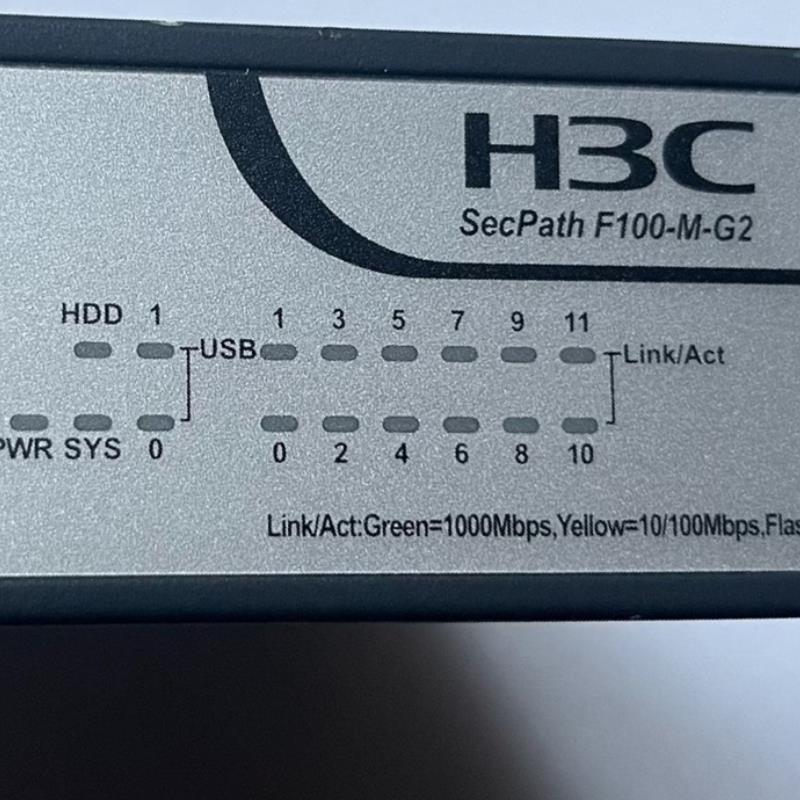 H3C
SecPath F100-M-G2
HDD 1 1 3 5 7 9 11
USB Link/Act
PWR SYS 0 0 2 4 6 8 10
Link/Act:Green=1000Mbps,Yellow=10/100Mbps,Flas